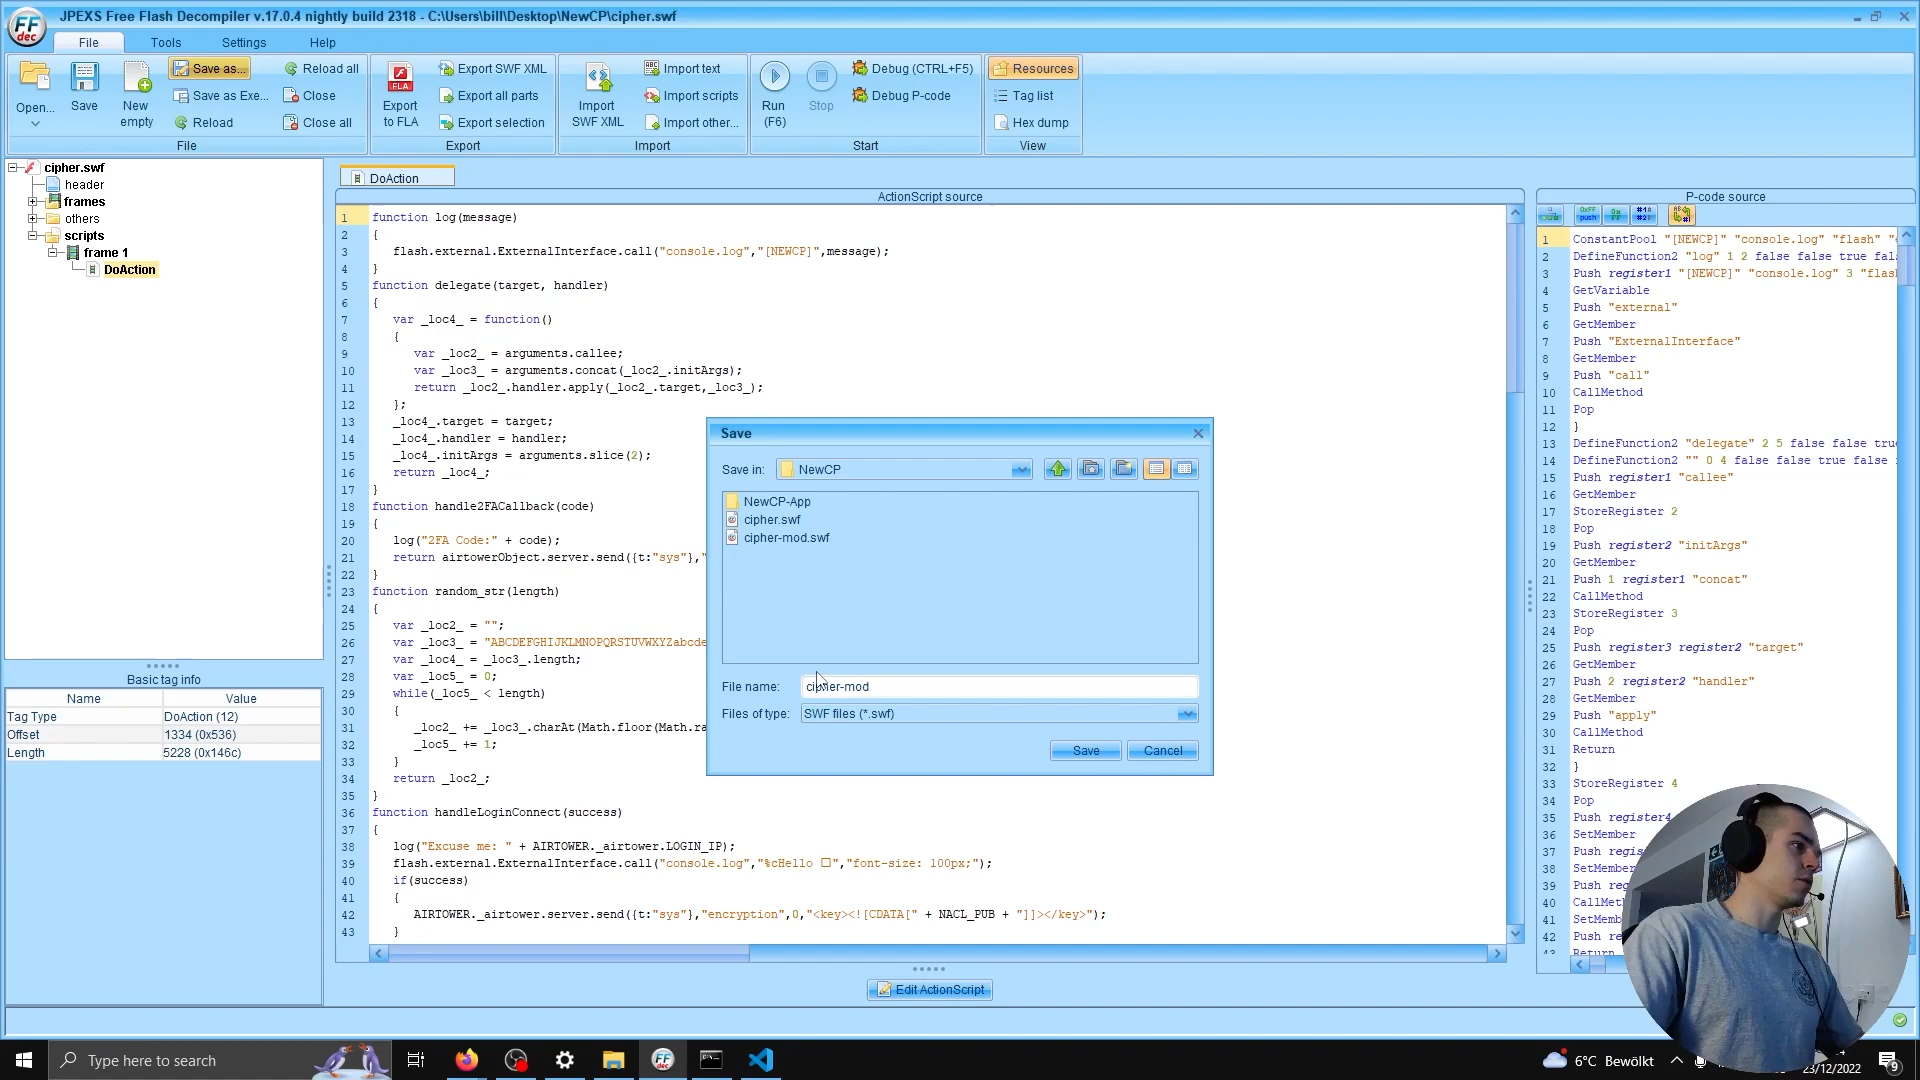 JPEXS Free Flash Decompiler v.17.0.4 nightly build 2318 - C:\Users\bill\Desktop\NewCP\cipher.swf
FF
dec
File
Tools
Settings
Help
Open...
Save
New
empty
Save as...
Save as Exe...
Reload
Reload all
Close
Close all
File
Export
to FLA
Export SWF XML
Export all parts
Export selection
Export
Import
SWF XML
Import text
Import scripts
Import other...
Import
Run
(F6)
Stop
Debug (CTRL+F5)
Debug P-code
Start
Resources
Tag list
Hex dump
View
cipher.swf
header
frames
others
scripts
frame 1
DoAction
Basic tag info
Name Value
Tag Type DoAction (12)
Offset 1334 (0x536)
Length 5228 (0x146c)
DoAction
ActionScript source
1 function log(message)
2 {
3 flash.external.ExternalInterface.call("console.log","[NEWCP]",message);
4 }
5 function delegate(target, handler)
6 {
7 var _loc4_ = function()
8 {
9 var _loc2_ = arguments.callee;
10 var _loc3_ = arguments.concat(_loc2_.initArgs);
11 return _loc2_.handler.apply(_loc2_.target,_loc3_);
12 };
13 _loc4_.target = target;
14 _loc4_.handler = handler;
15 _loc4_.initArgs = arguments.slice(2);
16 return _loc4_;
17 }
18 function handle2FACallback(code)
19 {
20 log("2FA Code:" + code);
21 return airtowerObject.server.send({t:"sys"},"
22 }
23 function random_str(length)
24 {
25 var _loc2_ = "";
26 var _loc3_ = "ABCDEFGHIJKLMNOPQRSTUVWXYZabcde
27 var _loc4_ = _loc3_.length;
28 var _loc5_ = 0;
29 while(_loc5_ < length)
30 {
31 _loc2_ += _loc3_.charAt(Math.floor(Math.ra
32 _loc5_ += 1;
33 }
34 return _loc2_;
35 }
36 function handleLoginConnect(success)
37 {
38 log("Excuse me: " + AIRTOWER._airtower.LOGIN_IP);
39 flash.external.ExternalInterface.call("console.log","%cHello □","font-size: 100px;");
40 if(success)
41 {
42 AIRTOWER._airtower.server.send({t:"sys"},"encryption",0,"<key><![CDATA[" + NACL_PUB + "]]></key>");
43 }
Edit ActionScript
Save
Save in: NewCP
NewCP-App
cipher.swf
cipher-mod.swf
File name: cipher-mod
Files of type: SWF files (*.swf)
Save Cancel
P-code source
1 ConstantPool "[NEWCP]" "console.log" "flash"
2 DefineFunction2 "log" 1 2 false false true fal
3 Push register1 "[NEWCP]" "console.log" 3 "flas
4 GetVariable
5 Push "external"
6 GetMember
7 Push "ExternalInterface"
8 GetMember
9 Push "call"
10 CallMethod
11 Pop
12 }
13 DefineFunction2 "delegate" 2 5 false false tru
14 DefineFunction2 "" 0 4 false false true false
15 Push register1 "callee"
16 GetMember
17 StoreRegister 2
18 Pop
19 Push register2 "initArgs"
20 GetMember
21 Push 1 register1 "concat"
22 CallMethod
23 StoreRegister 3
24 Pop
25 Push register3 register2 "target"
26 GetMember
27 Push 2 register2 "handler"
28 GetMember
29 Push "apply"
30 CallMethod
31 Return
32 }
33 StoreRegister 4
34 Pop
35 Push register4
36 SetMember
37 Push regis
38 SetMember
39 Push reg
40 CallMeth
41 SetMemb
42 Push reg
43 Return
Type here to search
6°C Bewölkt
23/12/2022
9